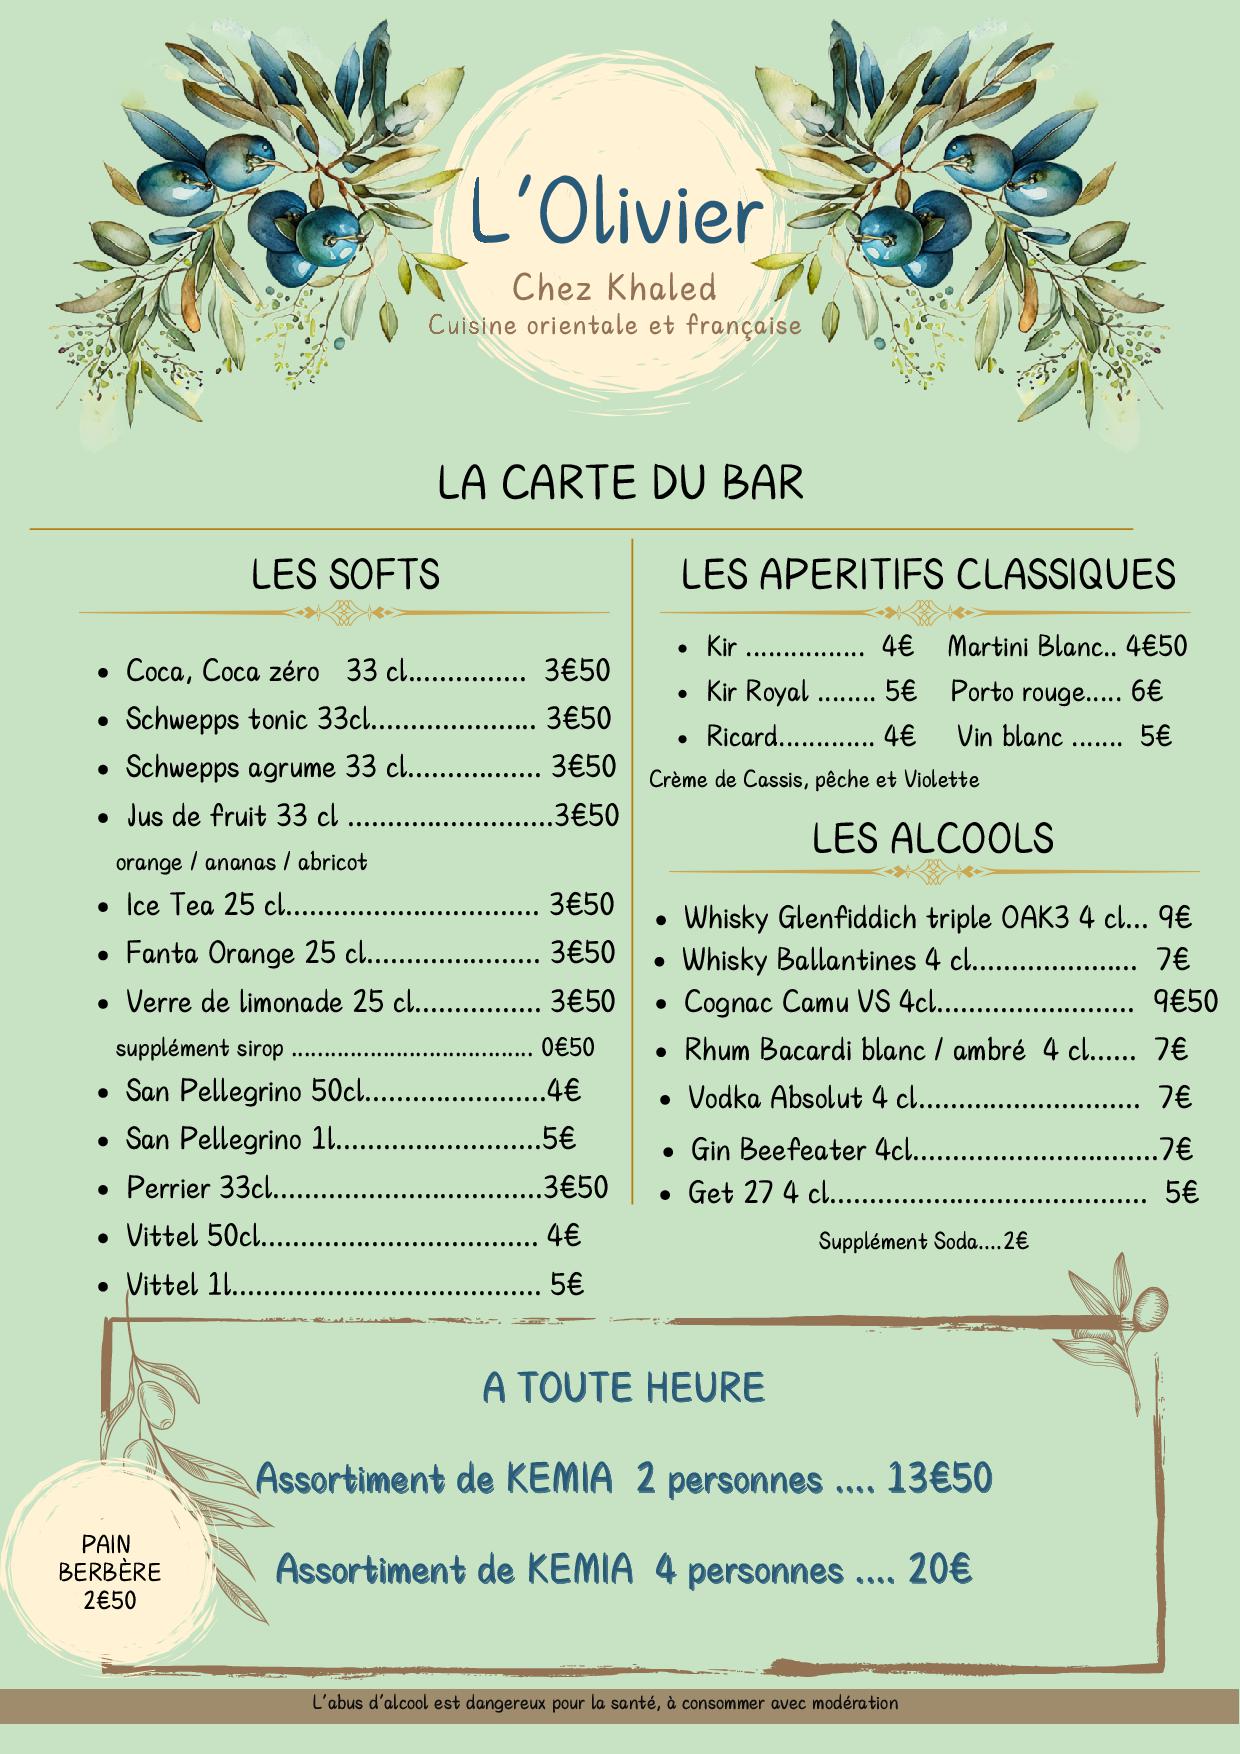 L'Olivier
Chez Khaled
Cuisine orientale et française
LA CARTE DU BAR
LES SOFTS
• Coca, Coca zéro 33 cl............... 3€50
• Schwepps tonic 33cl..................... 3€50
• Schwepps agrume 33 cl................. 3€50
• Jus de fruit 33 cl ..........................3€50
orange / ananas / abricot
• Ice Tea 25 cl................................ 3€50
• Fanta Orange 25 cl...................... 3€50
• Verre de limonade 25 cl................ 3€50
supplément sirop ..................................... 0€50
• San Pellegrino 50cl.......................4€
• San Pellegrino 1l..........................5€
• Perrier 33cl..................................3€50
• Vittel 50cl................................... 4€
• Vittel 1l....................................... 5€
LES APERITIFS CLASSIQUES
• Kir ............... 4€ Martini Blanc.. 4€50
• Kir Royal ........ 5€ Porto rouge..... 6€
• Ricard............. 4€ Vin blanc ....... 5€
Crème de Cassis, pêche et Violette
LES ALCOOLS
• Whisky Glenfiddich triple OAK3 4 cl... 9€
• Whisky Ballantines 4 cl..................... 7€
• Cognac Camu VS 4cl......................... 9€50
• Rhum Bacardi blanc / ambré 4 cl...... 7€
• Vodka Absolut 4 cl............................ 7€
• Gin Beefeater 4cl...............................7€
• Get 27 4 cl........................................ 5€
Supplément Soda....2€
A TOUTE HEURE
Assortiment de KEMIA 2 personnes .... 13€50
Assortiment de KEMIA 4 personnes .... 20€
PAIN
BERBÈRE
2€50
L'abus d'alcool est dangereux pour la santé, à consommer avec modération